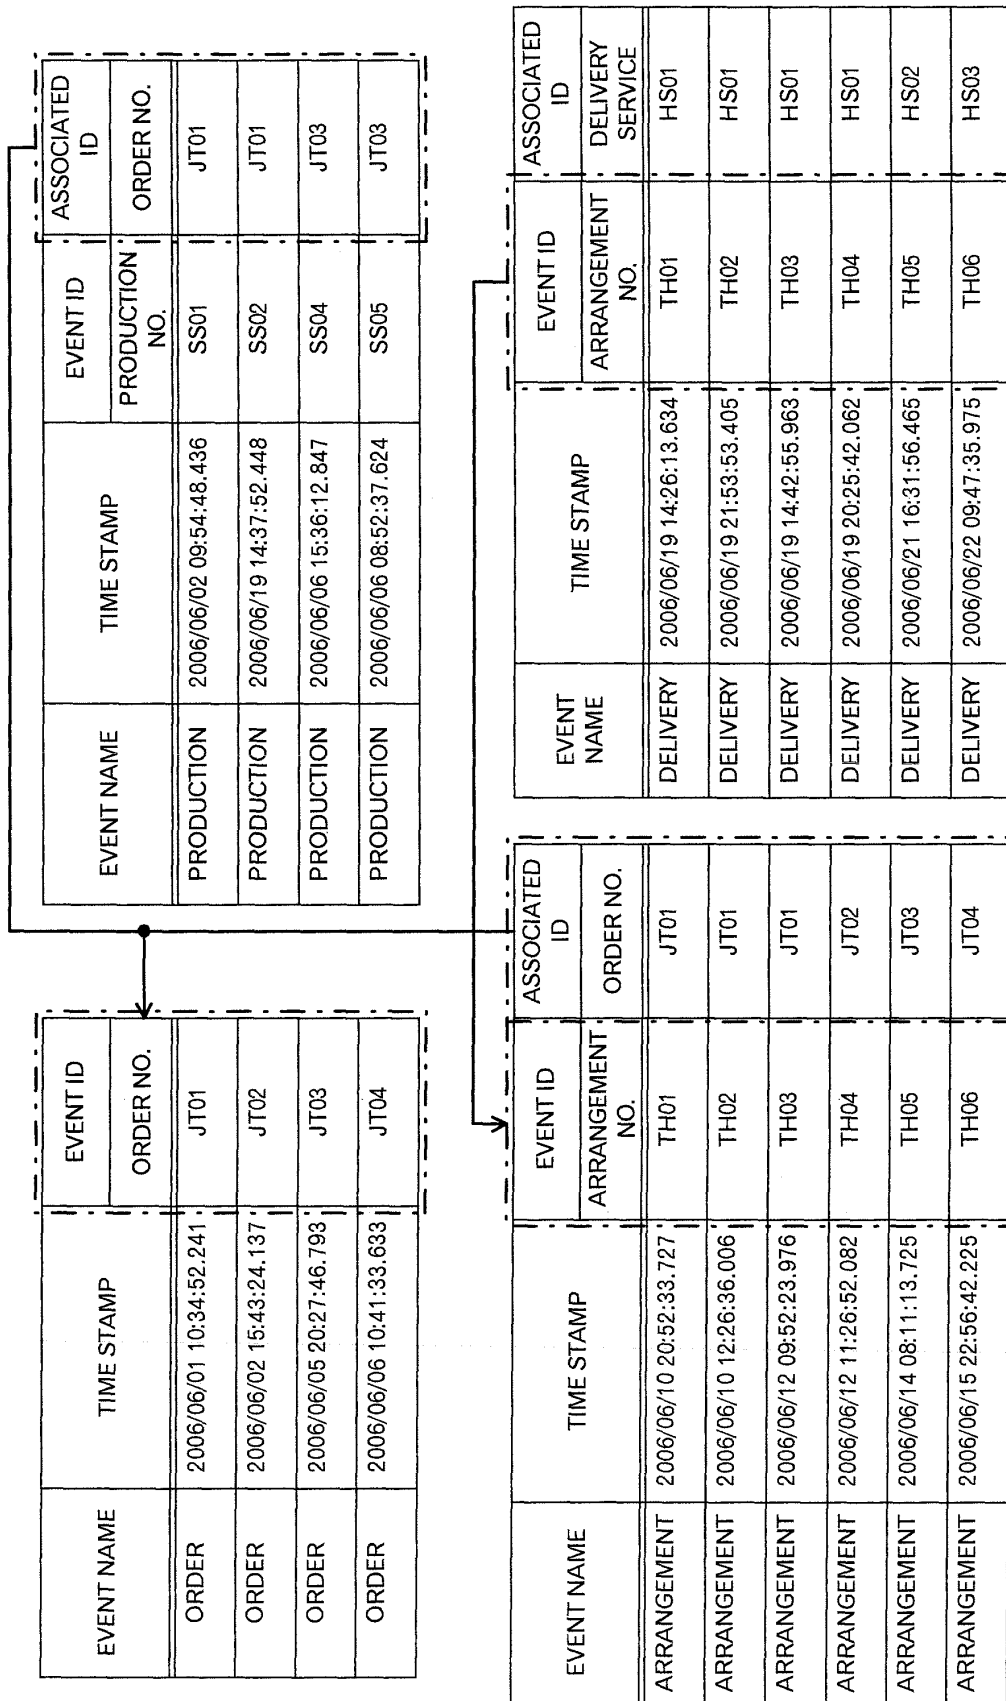 EVENT NAME TIME STAMP EVENT ID
ORDER NO.
ORDER 2006/06/01 10:34:52.241 JT01
ORDER 2006/06/02 15:43:24.137 JT02
ORDER 2006/06/05 20:27:46.793 JT03
ORDER 2006/06/06 10:41:33.633 JT04
EVENT NAME TIME STAMP EVENT ID ASSOCIATED
ID
PRODUCTION
NO. ORDER NO.
PRODUCTION 2006/06/02 09:54:48.436 SS01 JT01
PRODUCTION 2006/06/19 14:37:52.448 SS02 JT01
PRODUCTION 2006/06/06 15:36:12.847 SS04 JT03
PRODUCTION 2006/06/06 08:52:37.624 SS05 JT03
EVENT NAME TIME STAMP EVENT ID ASSOCIATED
ID
ARRANGEMENT
NO. ORDER NO.
ARRANGEMENT 2006/06/10 20:52:33.727 TH01 JT01
ARRANGEMENT 2006/06/10 12:26:36.006 TH02 JT01
ARRANGEMENT 2006/06/12 09:52:23.976 TH03 JT01
ARRANGEMENT 2006/06/12 11:26:52.082 TH04 JT02
ARRANGEMENT 2006/06/14 08:11:13.725 TH05 JT03
ARRANGEMENT 2006/06/15 22:56:42.225 TH06 JT04
EVENT
NAME TIME STAMP EVENT ID ASSOCIATED
ID
ARRANGEMENT
NO. DELIVERY
SERVICE
DELIVERY 2006/06/19 14:26:13.634 TH01 HS01
DELIVERY 2006/06/19 21:53:53.405 TH02 HS01
DELIVERY 2006/06/19 14:42:55.963 TH03 HS01
DELIVERY 2006/06/19 20:25:42.062 TH04 HS01
DELIVERY 2006/06/21 16:31:56.465 TH05 HS02
DELIVERY 2006/06/22 09:47:35.975 TH06 HS03